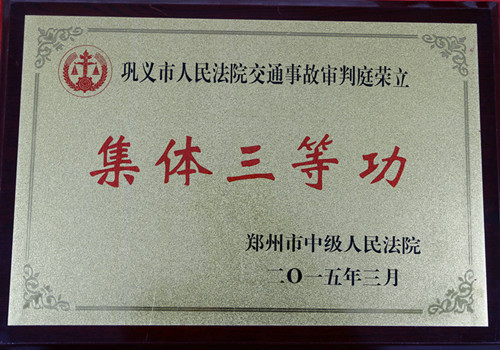 巩义市人民法院交通事故审判庭荣立
集体三等功
郑州市中级人民法院
二〇一五年三月